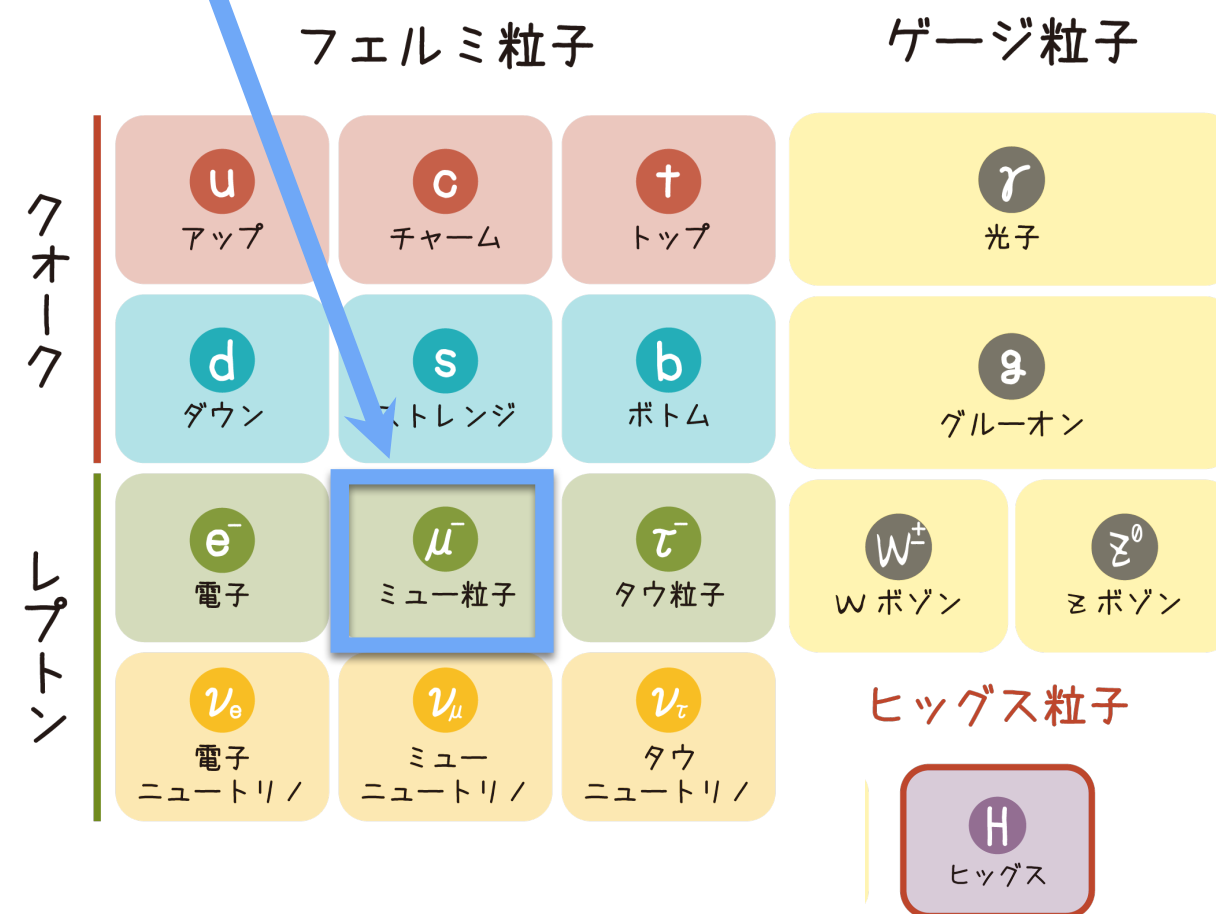 フェルミ粒子
ゲージ粒子
クォーク
u
アップ
c
チャーム
t
トップ
γ
光子
d
ダウン
s
トレンジ
b
ボトム
g
グルーオン
レプトン
e⁻
電子
μ⁻
ミュー粒子
τ⁻
タウ粒子
W±
W ボゾン
Z⁰
Z ボゾン
νe
電子
ニュートリノ
νμ
ミュー
ニュートリノ
ντ
タウ
ニュートリノ
ヒッグス粒子
H
ヒッグス